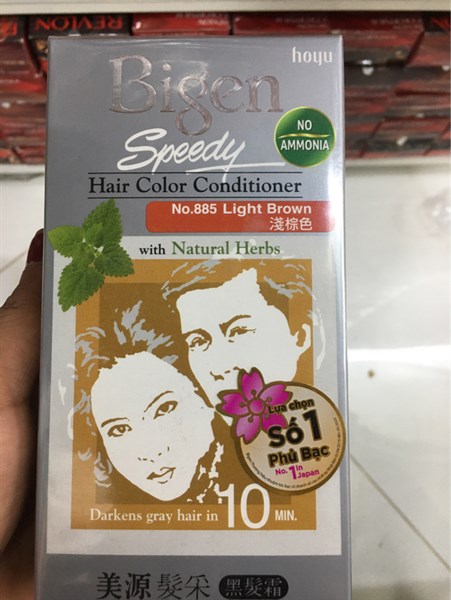 hoyu
Bigen
NO
AMMONIA
Speedy
Hair Color Conditioner
No.885 Light Brown
淺棕色
with Natural Herbs
Lựa chọn
Số 1
Phủ Bạc
No.1 in
Japan
Darkens gray hair in 10 MIN.
美源 髮采 黑髮霜